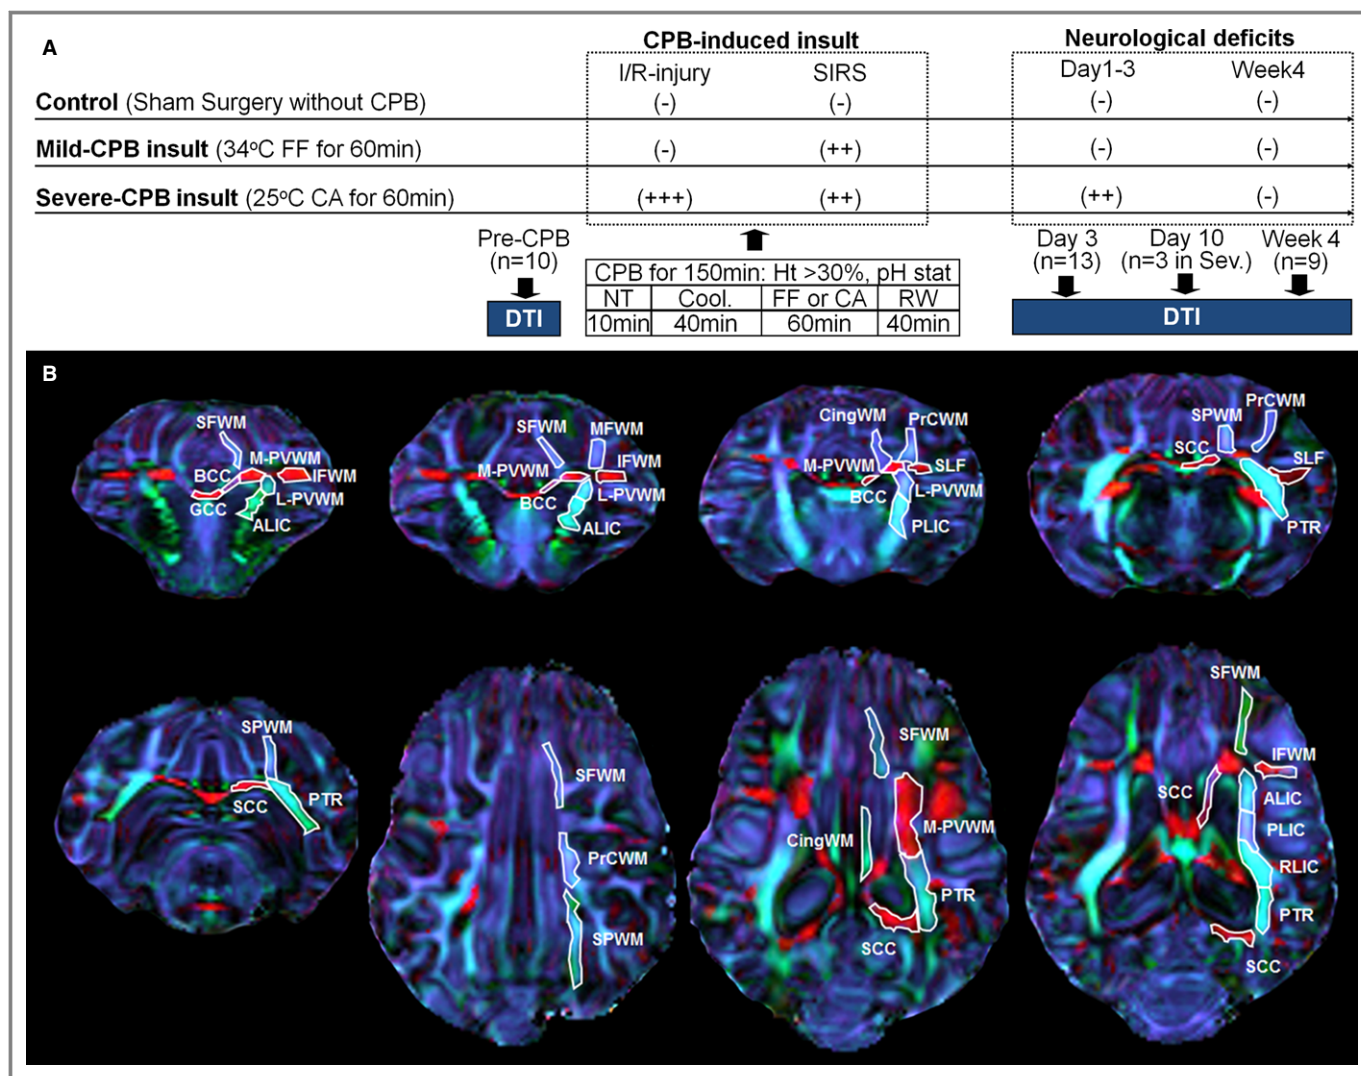 A
CPB-induced insult
Neurological deficits
I/R-injury SIRS Day1-3 Week4
Control (Sham Surgery without CPB) (-) (-) (-) (-)
Mild-CPB insult (34ºC FF for 60min) (-) (++) (-) (-)
Severe-CPB insult (25ºC CA for 60min) (+++) (++) (++) (-)
Pre-CPB
(n=10)
DTI
CPB for 150min: Ht >30%, pH stat
NT Cool. FF or CA RW
10min 40min 60min 40min
Day 3 Day 10 Week 4
(n=13) (n=3 in Sev.) (n=9)
DTI
B
SFWM
M-PVWM
BCC
IFWM
L-PVWM
GCC
ALIC
SFWM
MFWM
IFWM
M-PVWM
L-PVWM
BCC
ALIC
CingWM
PrCWM
M-PVWM
SLF
L-PVWM
BCC
PLIC
PrCWM
SPWM
SCC
SLF
PTR
SPWM
PTR
SCC
SFWM
PrCWM
SPWM
SFWM
M-PVWM
CingWM
PTR
SCC
SFWM
IFWM
SCC
ALIC
PLIC
RLIC
PTR
SCC